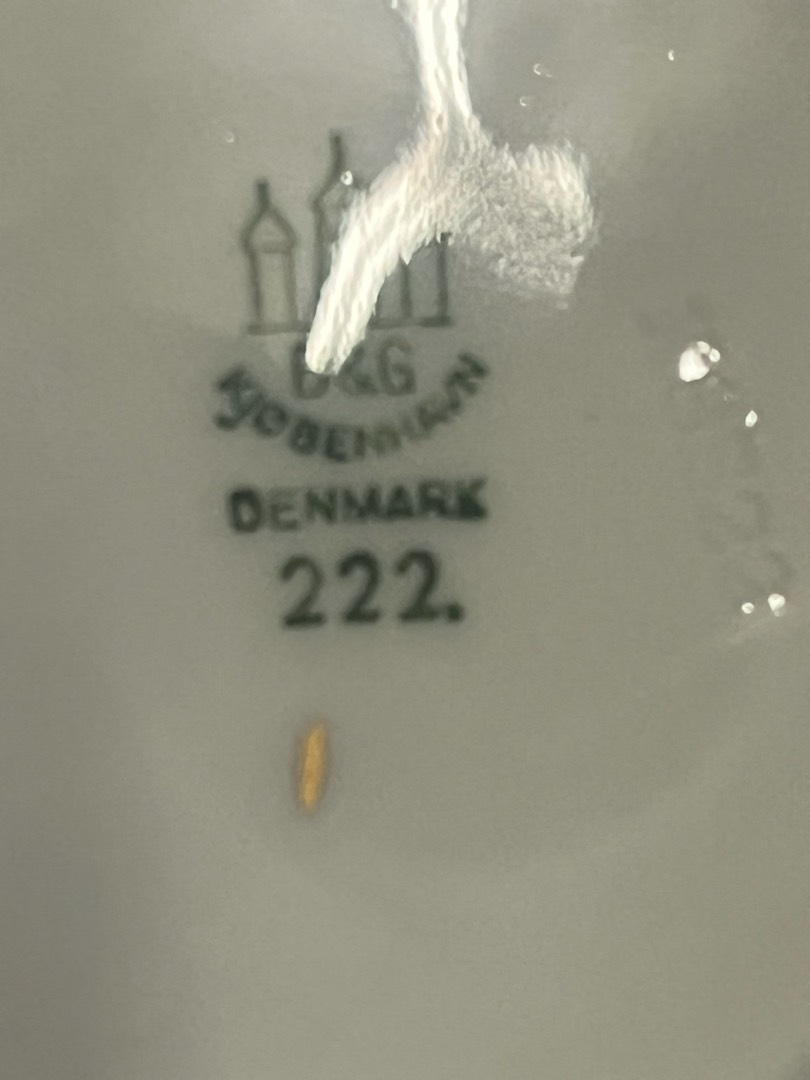 B&G
KJØBENHAVN
DENMARK
222.